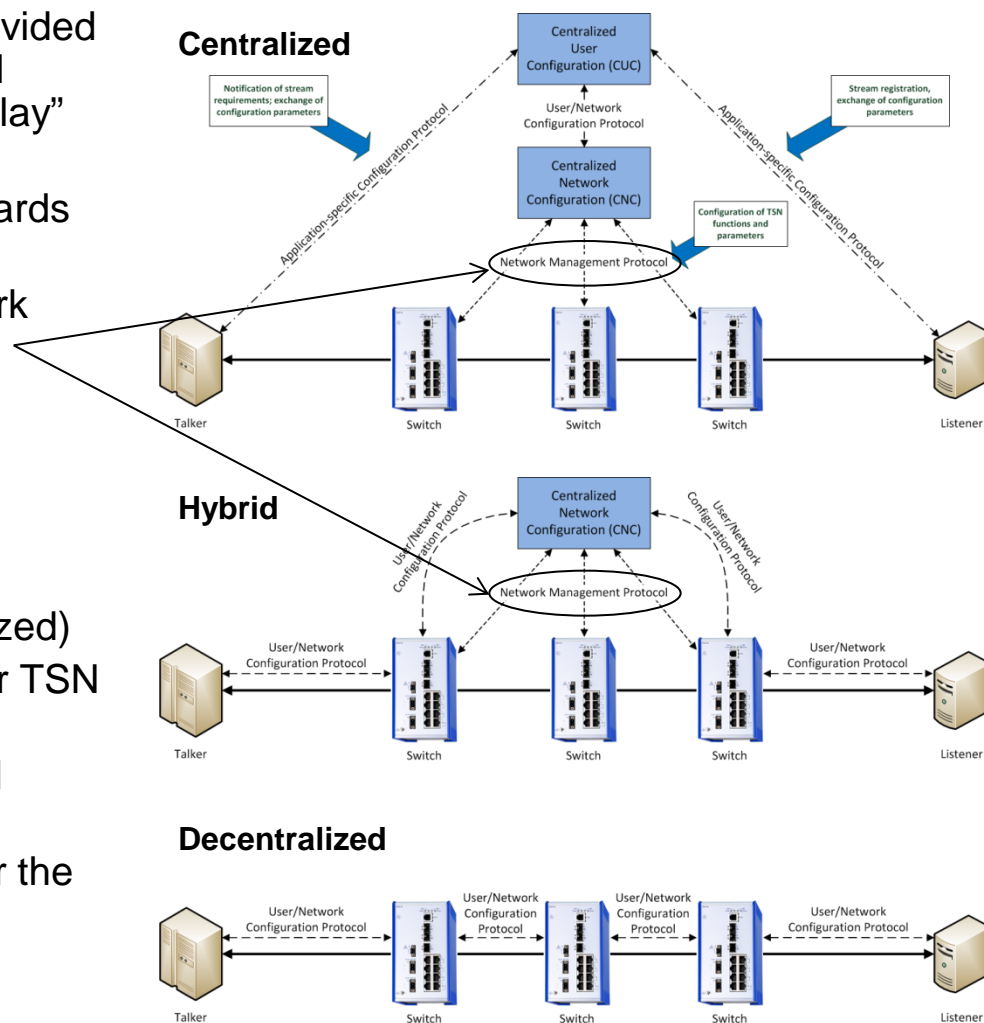 ovided
l
lay”
ards
rk
zed)
r TSN
l
r the
Centralized
Centralized
User
Configuration (CUC)
Notification of stream
requirements; exchange of
configuration parameters
Stream registration,
exchange of configuration
parameters
User/Network
Configuration Protocol
Application-specific Configuration Protocol
Application-specific Configuration Protocol
Centralized
Network
Configuration (CNC)
Configuration of TSN
functions and
parameters
Network Management Protocol
Talker
Switch
Switch
Switch
Listener
Hybrid
Centralized
Network
Configuration (CNC)
User/Network
Configuration Protocol
User/Network
Configuration Protocol
Network Management Protocol
User/Network
Configuration Protocol
User/Network
Configuration Protocol
Talker
Switch
Switch
Switch
Listener
Decentralized
User/Network
Configuration Protocol
User/Network
Configuration
Protocol
User/Network
Configuration
Protocol
User/Network
Configuration Protocol
Talker
Switch
Switch
Switch
Listener